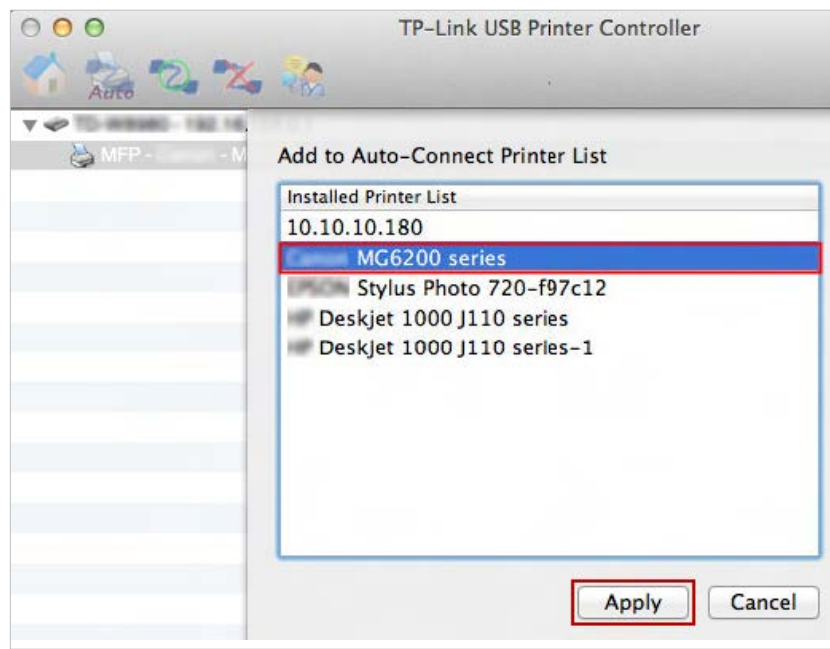 TP-Link USB Printer Controller
Auto
MFP - - M
Add to Auto-Connect Printer List
Installed Printer List
10.10.10.180
MG6200 series
Stylus Photo 720-f97c12
Deskjet 1000 J110 series
Deskjet 1000 J110 series-1
Apply Cancel